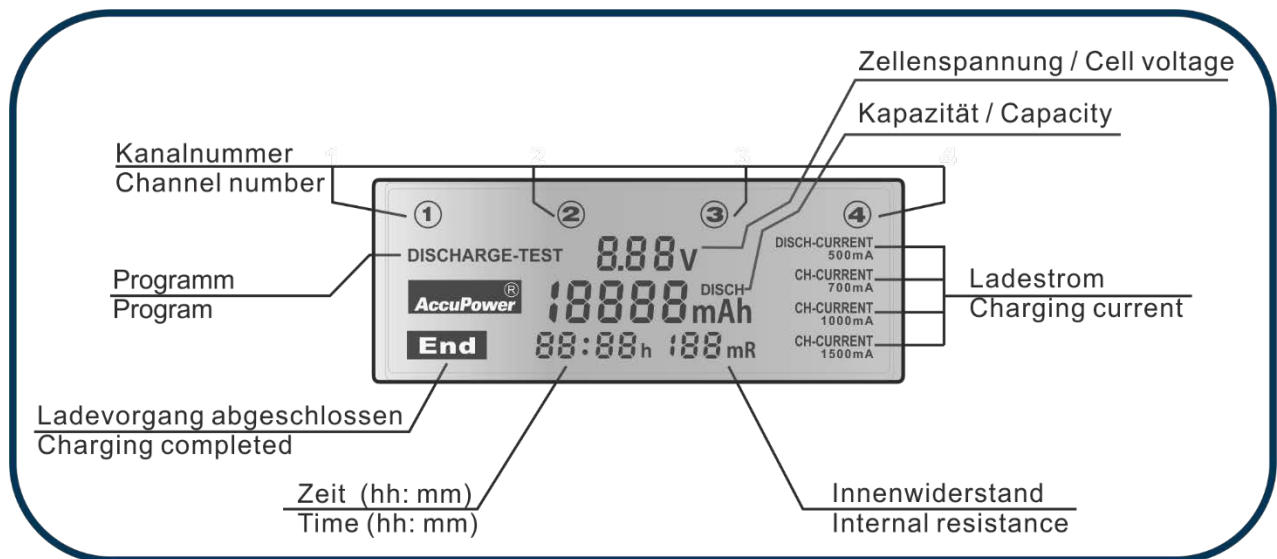 Zellenspannung / Cell voltage
Kapazität / Capacity
Kanalnummer
Channel number
1 2 3 4
① ② ③ ④
DISCHARGE-TEST 8.88V
DISCH-CURRENT
500mA
Programm
Program
AccuPower®
18888mAh
DISCH
CH-CURRENT
700mA
CH-CURRENT
1000mA
Ladestrom
Charging current
End
88:88h 188mR
CH-CURRENT
1500mA
Ladevorgang abgeschlossen
Charging completed
Zeit (hh: mm)
Time (hh: mm)
Innenwiderstand
Internal resistance